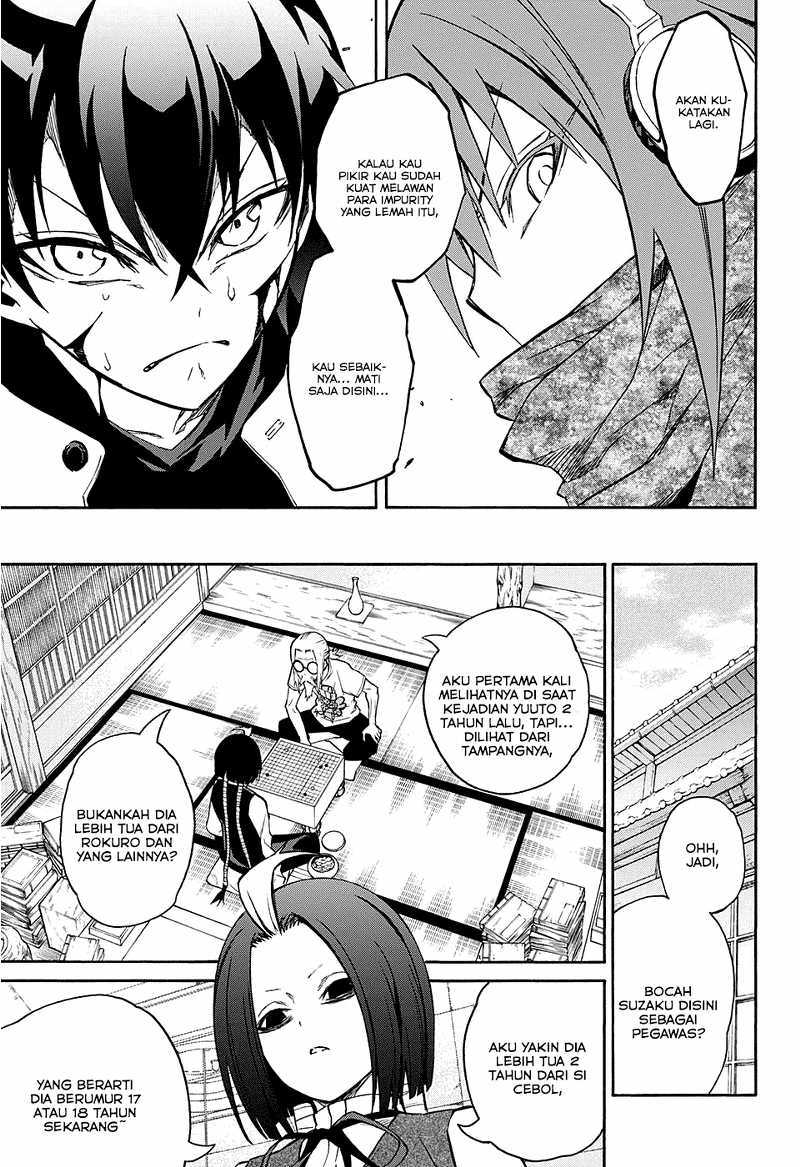 AKAN KU-
KATAKAN
LAGI.
KALAU KAU
PIKIR KAU SUDAH
KUAT MELAWAN
PARA IMPURITY
YANG LEMAH ITU,
KAU SEBAIK-
NYA... MATI
SAJA DISINI...
OHH,
JADI,
BOCAH
SUZAKU DISINI
SEBAGAI
PEGAWAS?
AKU PERTAMA KALI
MELIHATNYA DI SAAT
KEJADIAN YUUTO 2
TAHUN LALU, TAPI...
DILIHAT DARI
TAMPANGNYA,
BUKANKAH DIA
LEBIH TUA DARI
ROKURO DAN
YANG LAINNYA?
AKU YAKIN DIA
LEBIH TUA 2
TAHUN DARI SI
CEBOL,
YANG BERARTI
DIA BERUMUR 17
ATAU 18 TAHUN
SEKARANG~